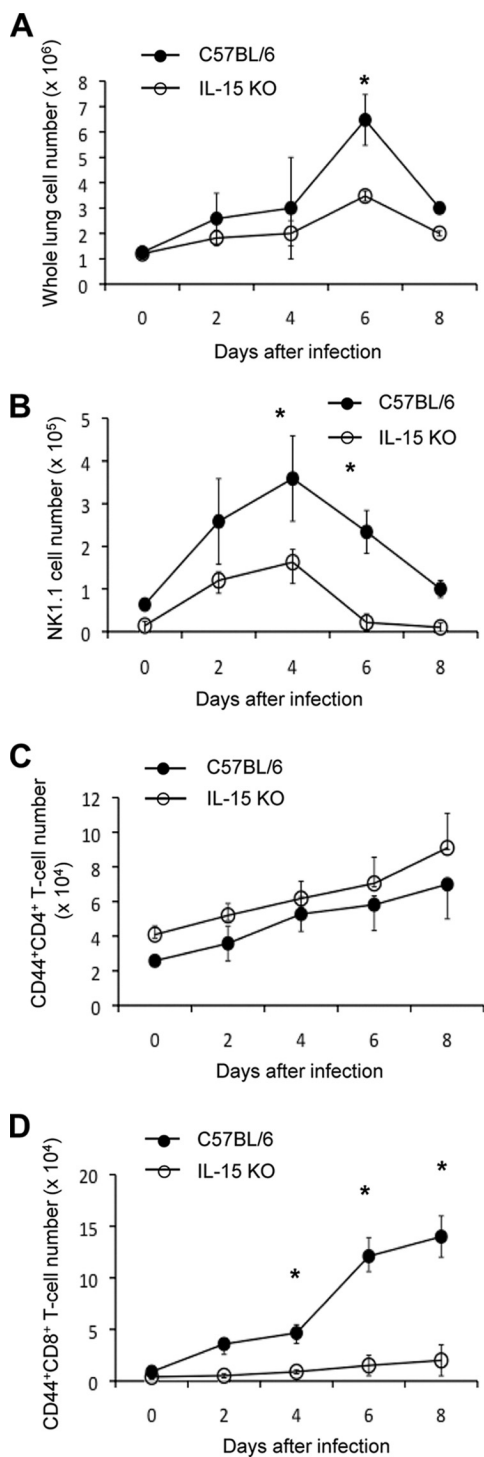 A
C57BL/6
IL-15 KO
Whole lung cell number (x 10⁶)
*
8
7
6
5
4
3
2
1
0
0 2 4 6 8
Days after infection
B
C57BL/6
IL-15 KO
NK1.1 cell number (x 10⁵)
*
*
5
4
3
2
1
0
0 2 4 6 8
Days after infection
C
C57BL/6
IL-15 KO
CD44⁺CD4⁺ T-cell number
(x 10⁴)
12
10
8
6
4
2
0
0 2 4 6 8
Days after infection
D
C57BL/6
IL-15 KO
CD44⁺CD8⁺ T-cell number (x 10⁴)
*
*
*
20
15
10
5
0
0 2 4 6 8
Days after infection